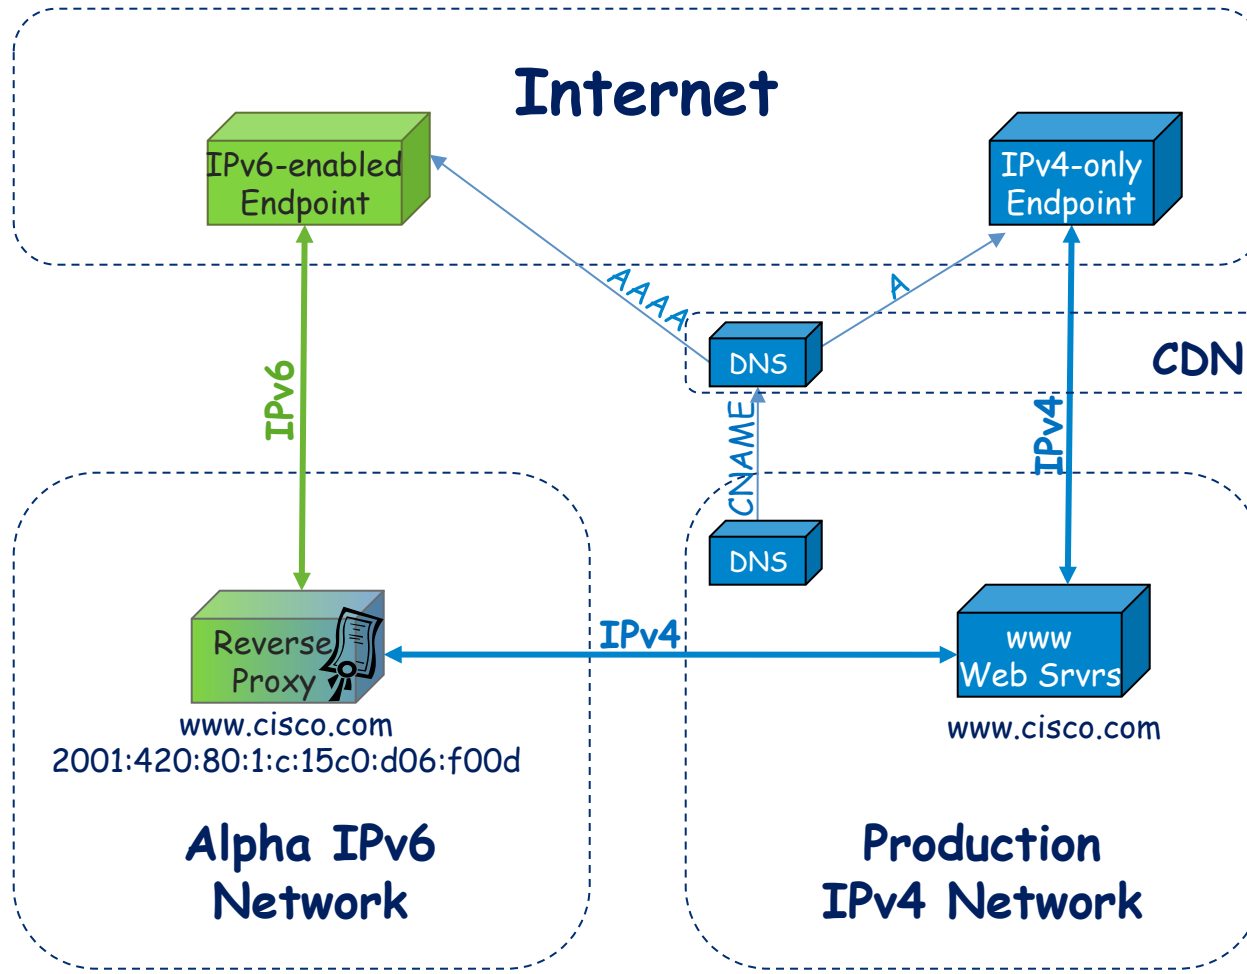 Internet
IPv6-enabled
Endpoint
IPv4-only
Endpoint
AAAA
A
DNS
CDN
IPv6
CNAME
IPv4
DNS
Reverse
Proxy
IPv4
www
Web Srvrs
www.cisco.com
2001:420:80:1:c:15c0:d06:f00d
www.cisco.com
Alpha IPv6
Network
Production
IPv4 Network